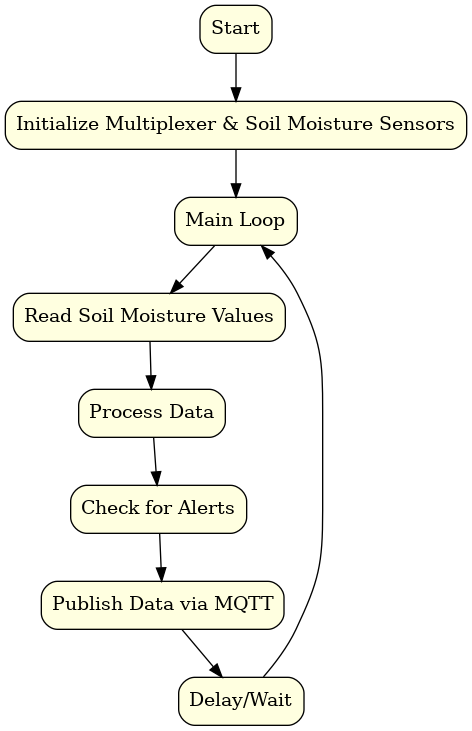 Start
Initialize Multiplexer & Soil Moisture Sensors
Main Loop
Read Soil Moisture Values
Process Data
Check for Alerts
Publish Data via MQTT
Delay/Wait